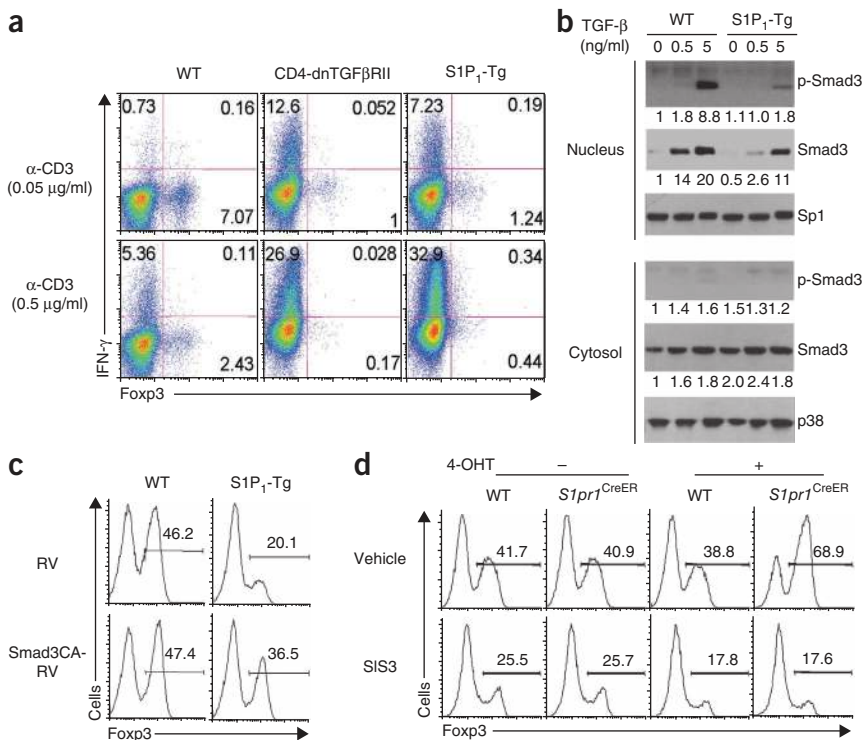 a
WT CD4-dnTGFβRII S1P1-Tg
α-CD3
(0.05 μg/ml)
0.73 0.16 12.6 0.052 7.23 0.19
7.07 1 1.24
α-CD3
(0.5 μg/ml)
5.36 0.11 26.9 0.028 32.9 0.34
2.43 0.17 0.44
IFN-γ
Foxp3
b
TGF-β
(ng/ml)
WT S1P1-Tg
0 0.5 5 0 0.5 5
Nucleus
p-Smad3
1 1.8 8.8 1.1 1.0 1.8
Smad3
1 14 20 0.5 2.6 11
Sp1
Cytosol
p-Smad3
1 1.4 1.6 1.5 1.3 1.2
Smad3
1 1.6 1.8 2.0 2.4 1.8
p38
c
WT S1P1-Tg
RV
46.2 20.1
Smad3CA-
RV
47.4 36.5
Cells
Foxp3
d
4-OHT – +
WT S1pr1CreER WT S1pr1CreER
Vehicle
41.7 40.9 38.8 68.9
SIS3
25.5 25.7 17.8 17.6
Cells
Foxp3